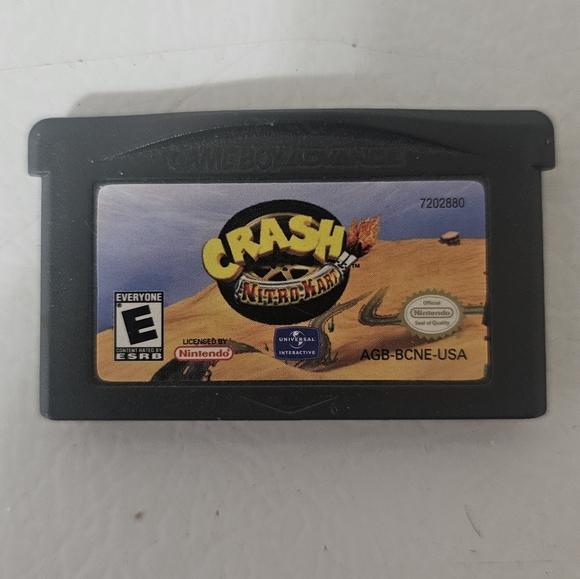 GAME BOY ADVANCE
7202880
CRASH
NITRO KART
™
EVERYONE
E
CONTENT RATED BY
ESRB
LICENSED BY
Nintendo
UNIVERSAL
INTERACTIVE
Official
Nintendo
Seal of Quality
AGB-BCNE-USA